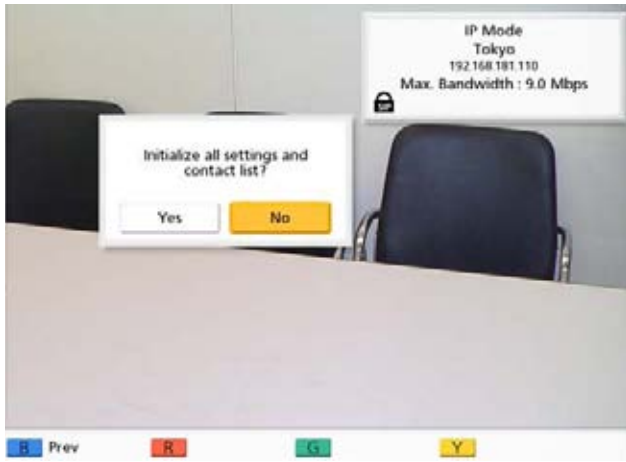 IP Mode
Tokyo
192.168.181.110
Max. Bandwidth : 9.0 Mbps
SIP
Initialize all settings and
contact list?
Yes
No
B Prev
R
G
Y